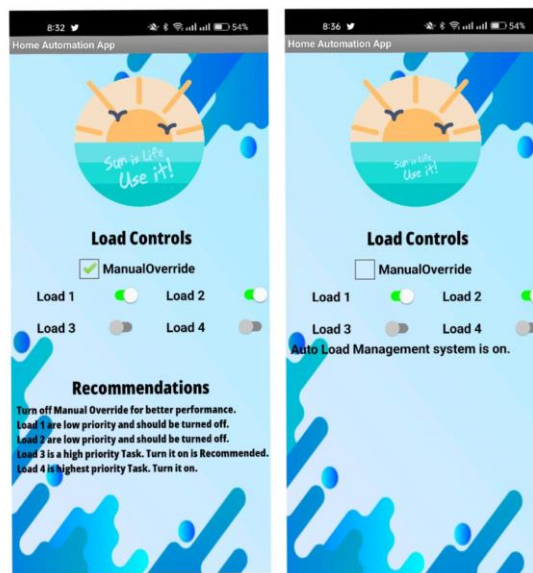 8:32
54%
Home Automation App
Sun is Life
Use it!
Load Controls
ManualOverride
Load 1
Load 2
Load 3
Load 4
Recommendations
Turn off Manual Override for better performance.
Load 1 are low priority and should be turned off.
Load 2 are low priority and should be turned off.
Load 3 is a high priority Task. Turn it on is Recommended.
Load 4 is highest priority Task. Turn it on.
8:36
54%
Home Automation App
Sun is Life
Use it!
Load Controls
ManualOverride
Load 1
Load 2
Load 3
Load 4
Auto Load Management system is on.